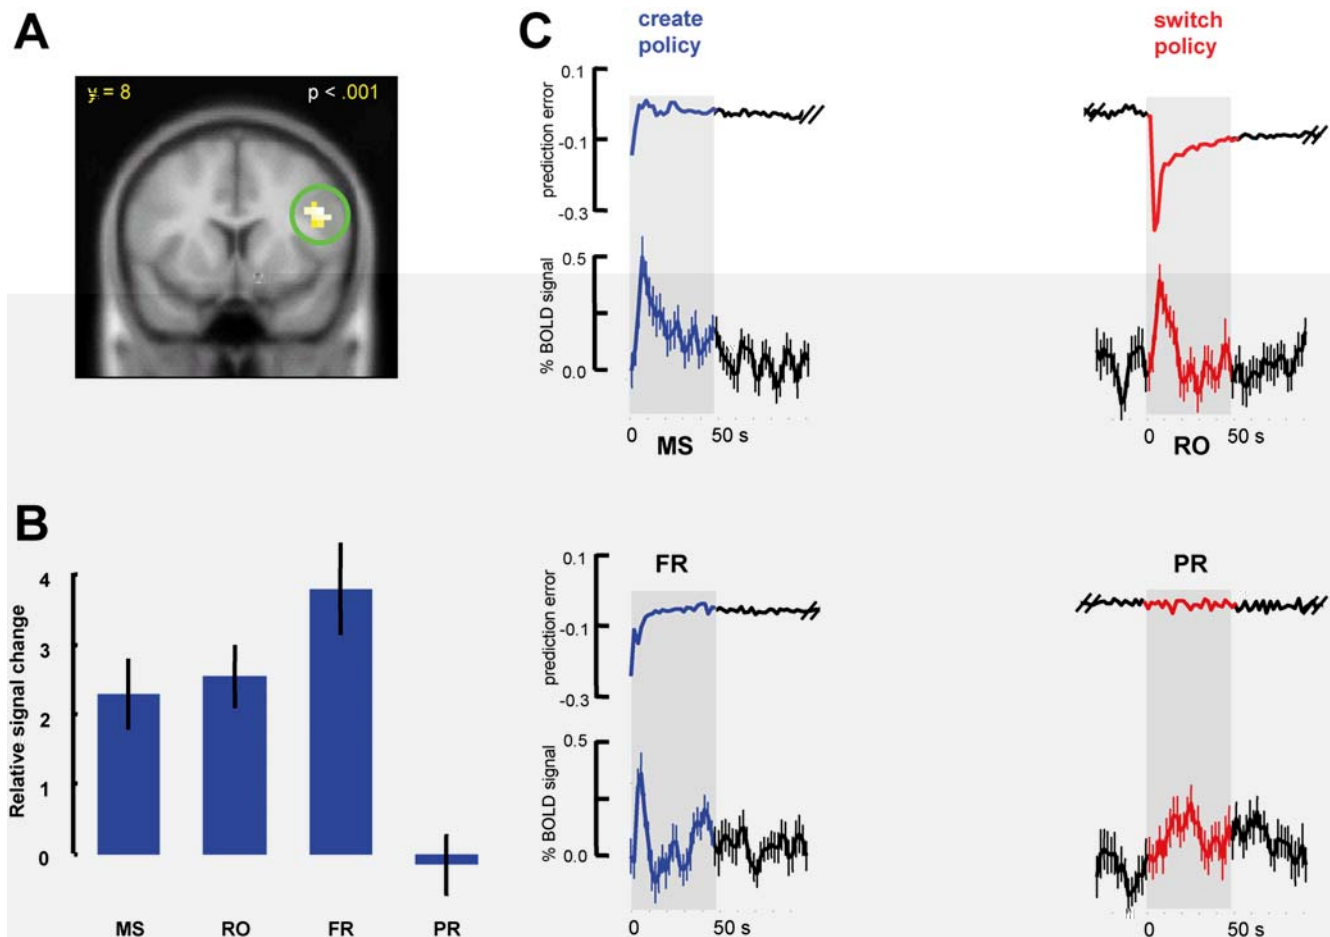 A
y = 8
p < .001
B
Relative signal change
4
3
2
1
0
MS
RO
FR
PR
C
create
policy
switch
policy
prediction error
0.1
-0.1
-0.3
% BOLD signal
0.5
0.0
0
50 s
MS
0
50 s
RO
FR
PR
prediction error
0.1
-0.1
-0.3
% BOLD signal
0.5
0.0
0
50 s
0
50 s